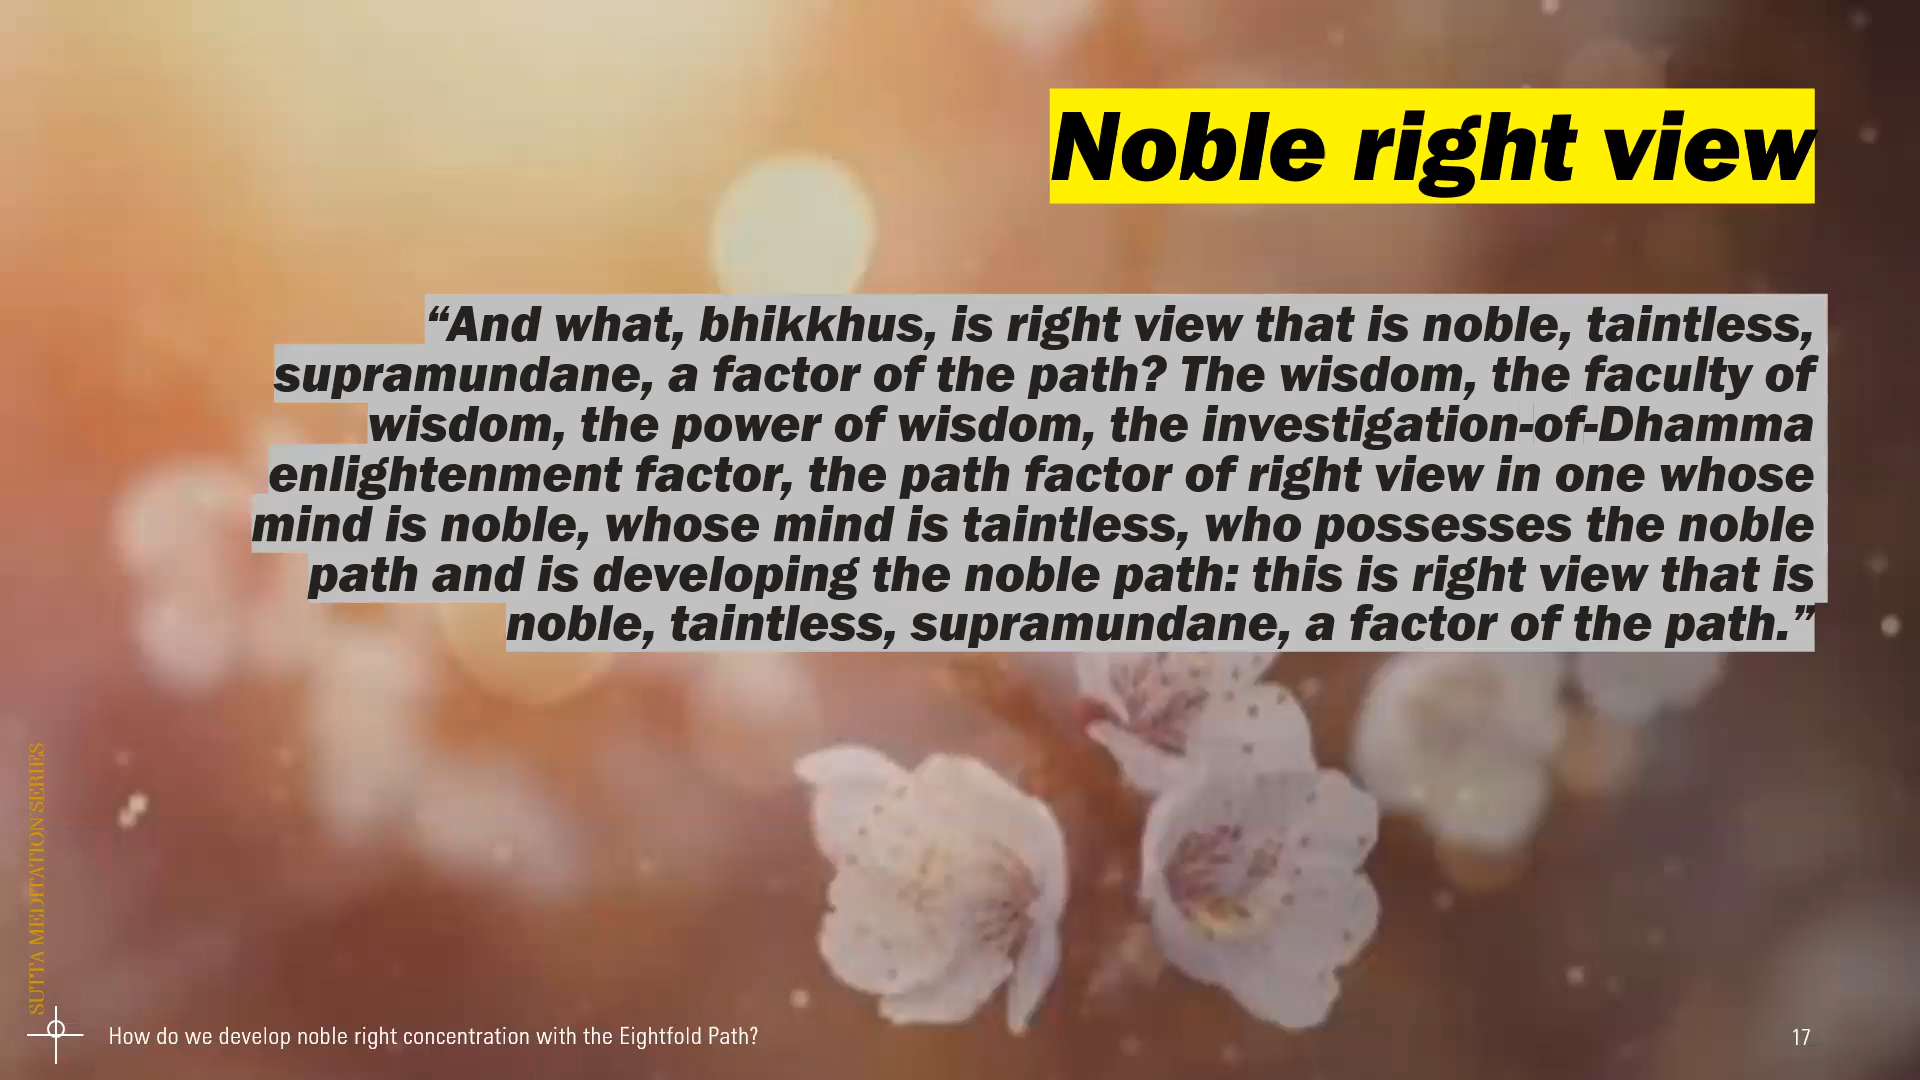 Noble right view
“And what, bhikkhus, is right view that is noble, taintless,
supramundane, a factor of the path? The wisdom, the faculty of
wisdom, the power of wisdom, the investigation-of-Dhamma
enlightenment factor, the path factor of right view in one whose
mind is noble, whose mind is taintless, who possesses the noble
path and is developing the noble path: this is right view that is
noble, taintless, supramundane, a factor of the path.”
SUTTA MEDITATION SERIES
How do we develop noble right concentration with the Eightfold Path?
17